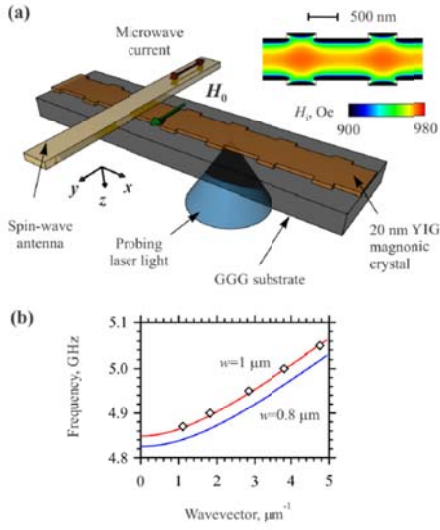 (a)
Microwave
current
500 nm
H₀
Hₛ, Oe
900
980
y
x
z
Spin-wave
antenna
Probing
laser light
GGG substrate
20 nm YIG
magnonic
crystal
(b)
5.1
5.0
4.9
4.8
Frequency, GHz
w=1 μm
w=0.8 μm
0
1
2
3
4
5
Wavevector, μm⁻¹